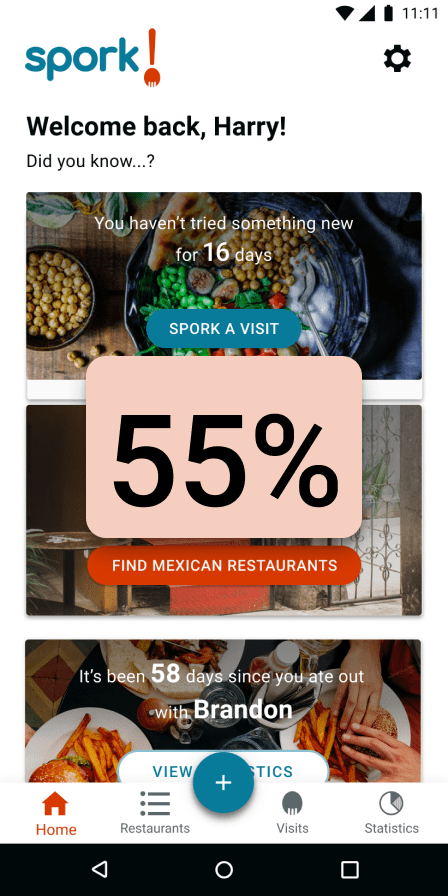 11:11
spork!
Welcome back, Harry!
Did you know...?
You haven’t tried something new
for 16 days
SPORK A VISIT
55%
FIND MEXICAN RESTAURANTS
It’s been 58 days since you ate out
with Brandon
VIEW STICS
+
Home
Restaurants
Visits
Statistics